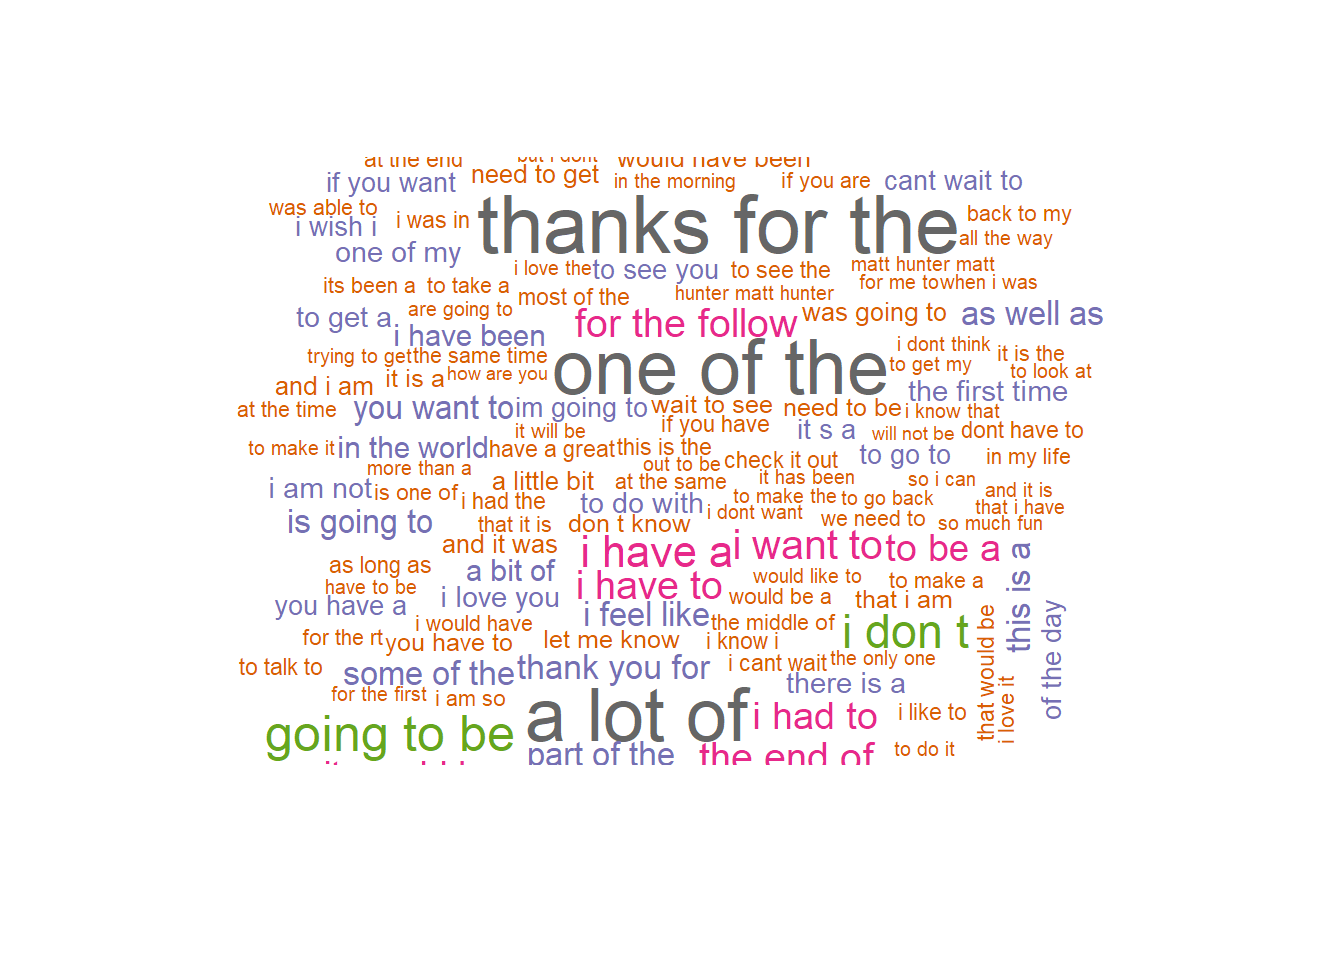 at the end but i dont would have been
if you want need to get in the morning if you are cant wait to
was able to i wish i i was in thanks for the back to my
one of my all the way
i love the to see you to see the matt hunter matt
its been a to take a most of the hunter matt hunter for me to when i was
to get a are going to i have been for the follow was going to as well as
trying to get the same time one of the i dont think it is the
and i am it is a how are you to get my to look at
the first time
at the time you want to im going to wait to see need to be i know that
it will be if you have it s a will not be dont have to
to make it in the world have a great this is the out to be check it out to go to in my life
more than a
i am not is one of a little bit at the same it has been so i can and it is
i had the to do with to make the to go back that i have
is going to that it is don t know i dont want we need to so much fun
and it was i have a i want to to be a this is a
as long as a bit of would like to to make a
have to be i have to would be a that i am
you have a i love you i feel like the middle of i don t that would be of the day
i would have
for the rt you have to let me know i know i
to talk to some of the thank you for i cant wait the only one
there is a i love it
for the first i am so
going to be a lot of i had to i like to
part of the the end of to do it